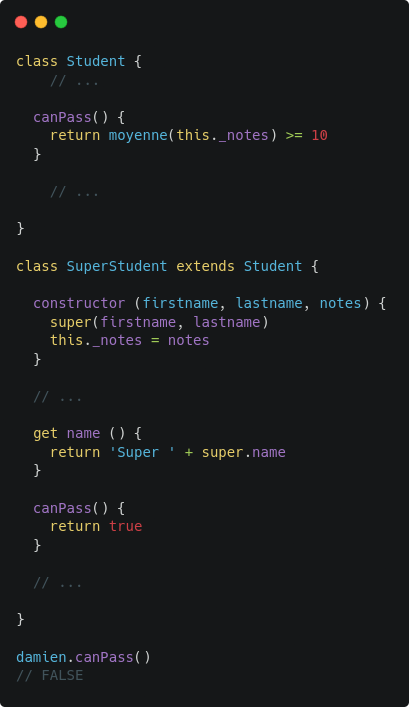 class Student {
    // ...

  canPass() {
    return moyenne(this._notes) >= 10
  }

    // ...

}

class SuperStudent extends Student {

  constructor (firstname, lastname, notes) {
    super(firstname, lastname)
    this._notes = notes
  }

  // ...

  get name () {
    return 'Super ' + super.name
  }

  canPass() {
    return true
  }

  // ...

}

damien.canPass()
// FALSE